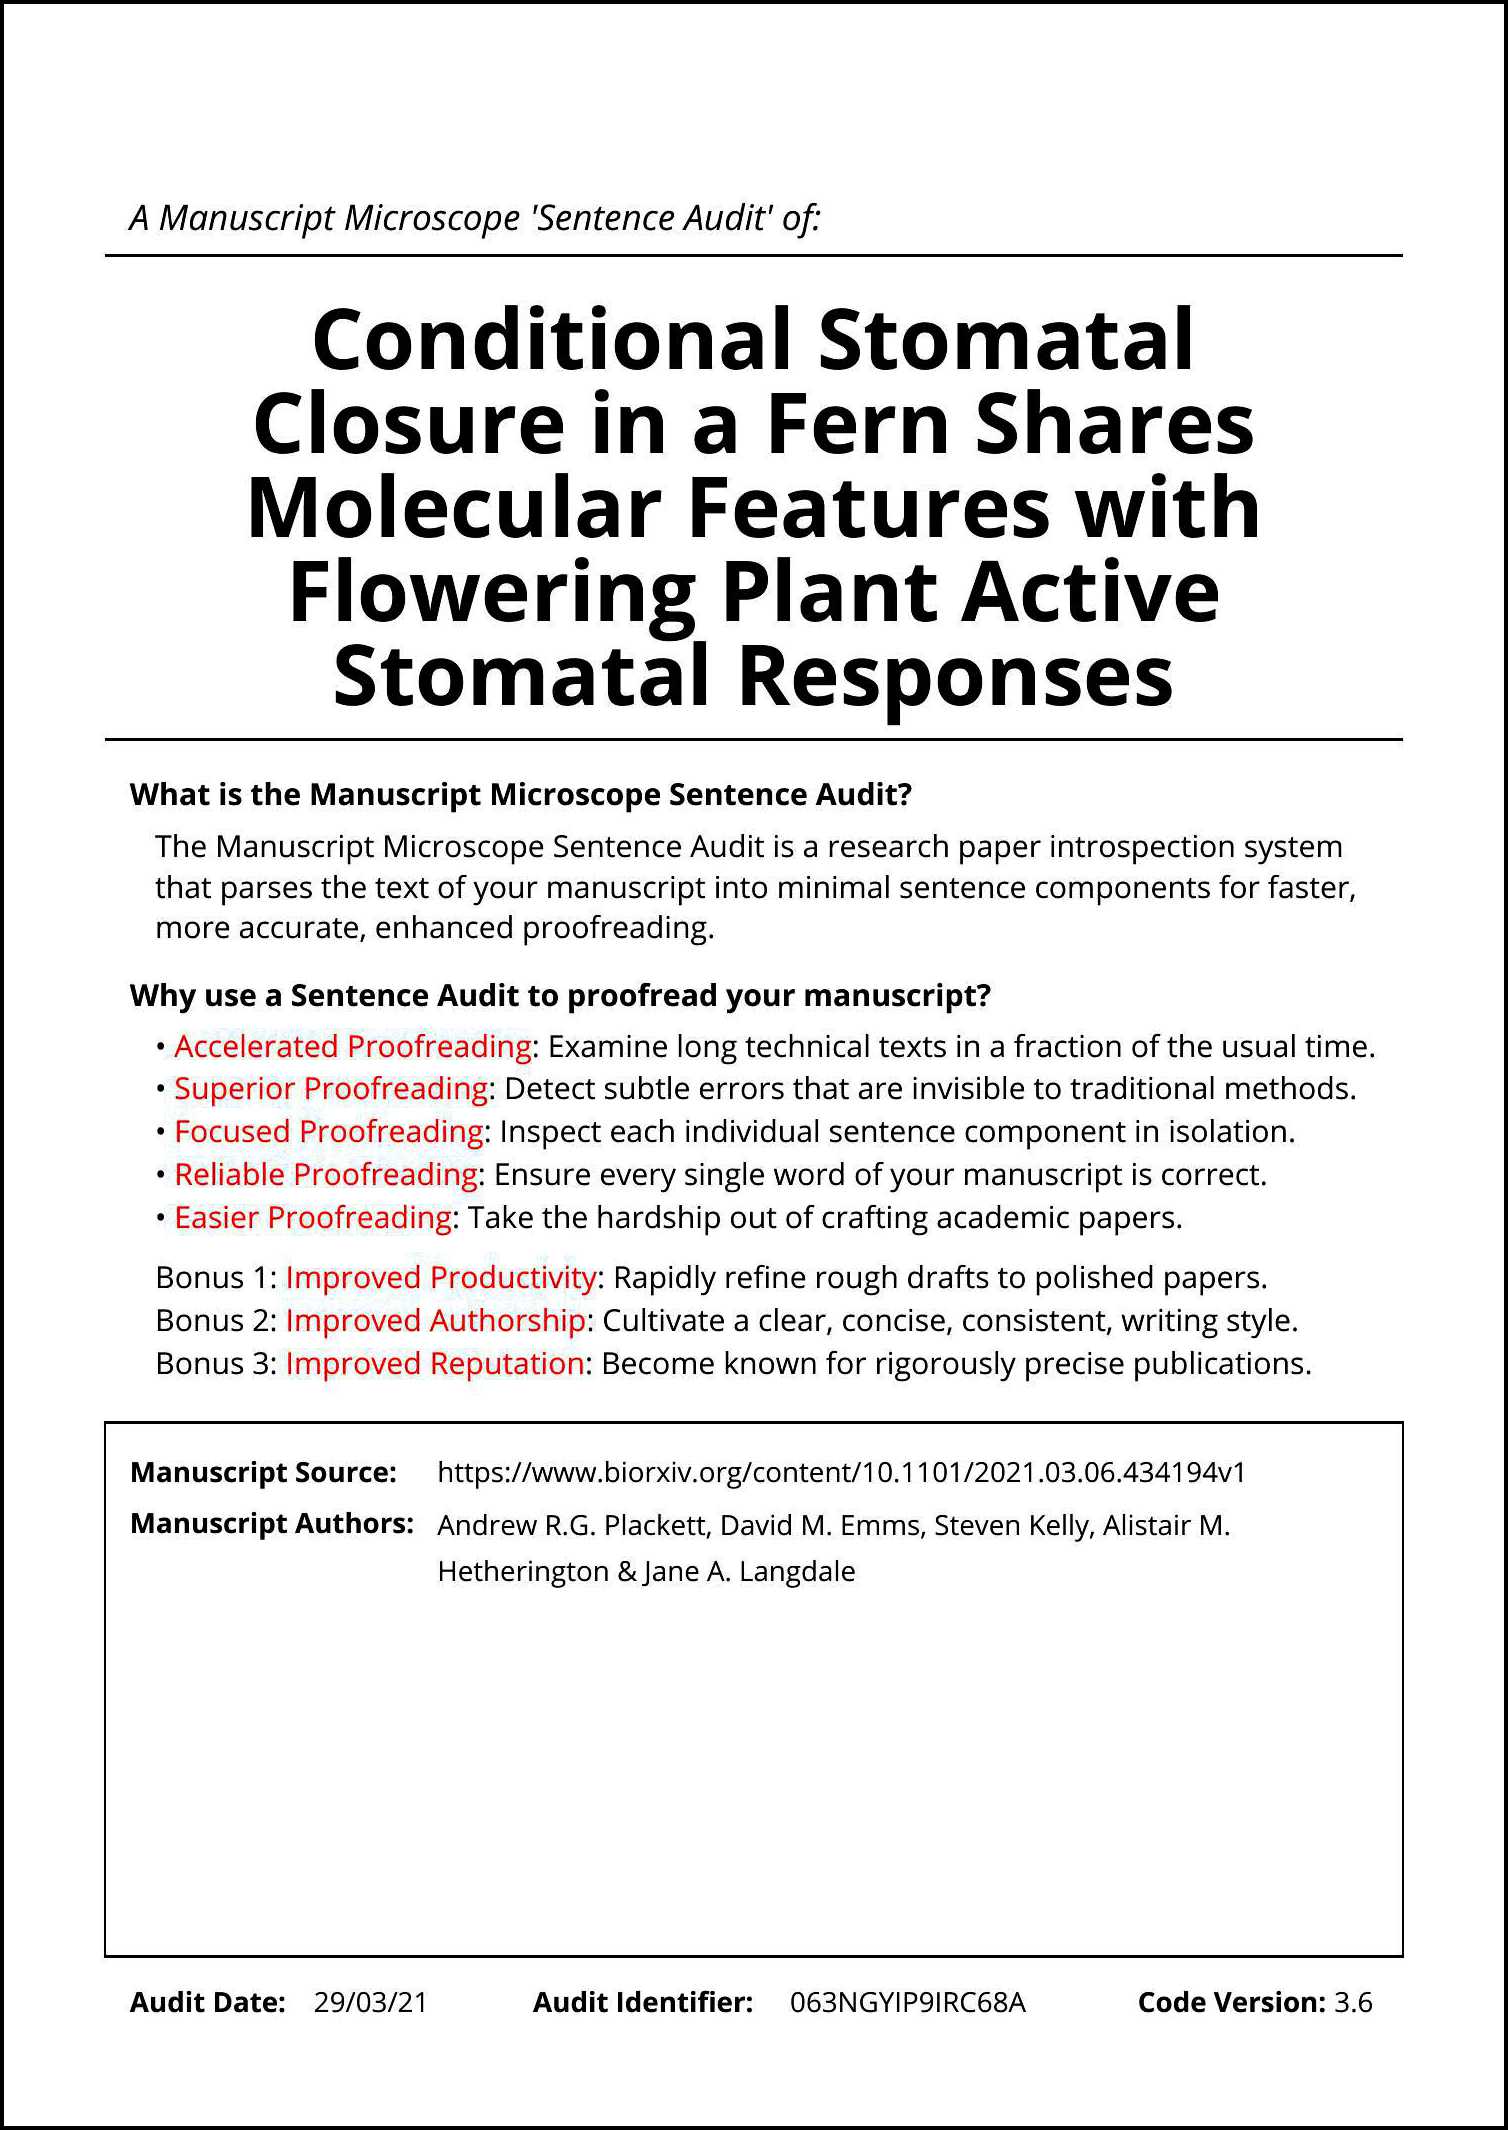 A Manuscript Microscope 'Sentence Audit' of:
Conditional Stomatal
Closure in a Fern Shares
Molecular Features with
Flowering Plant Active
Stomatal Responses
What is the Manuscript Microscope Sentence Audit?
The Manuscript Microscope Sentence Audit is a research paper introspection system
that parses the text of your manuscript into minimal sentence components for faster,
more accurate, enhanced proofreading.
Why use a Sentence Audit to proofread your manuscript?
• Accelerated Proofreading: Examine long technical texts in a fraction of the usual time.
• Superior Proofreading: Detect subtle errors that are invisible to traditional methods.
• Focused Proofreading: Inspect each individual sentence component in isolation.
• Reliable Proofreading: Ensure every single word of your manuscript is correct.
• Easier Proofreading: Take the hardship out of crafting academic papers.
Bonus 1: Improved Productivity: Rapidly refine rough drafts to polished papers.
Bonus 2: Improved Authorship: Cultivate a clear, concise, consistent, writing style.
Bonus 3: Improved Reputation: Become known for rigorously precise publications.
Manuscript Source: https://www.biorxiv.org/content/10.1101/2021.03.06.434194v1
Manuscript Authors: Andrew R.G. Plackett, David M. Emms, Steven Kelly, Alistair M.
Hetherington & Jane A. Langdale
Audit Date: 29/03/21 Audit Identifier: 063NGYIP9IRC68A Code Version: 3.6